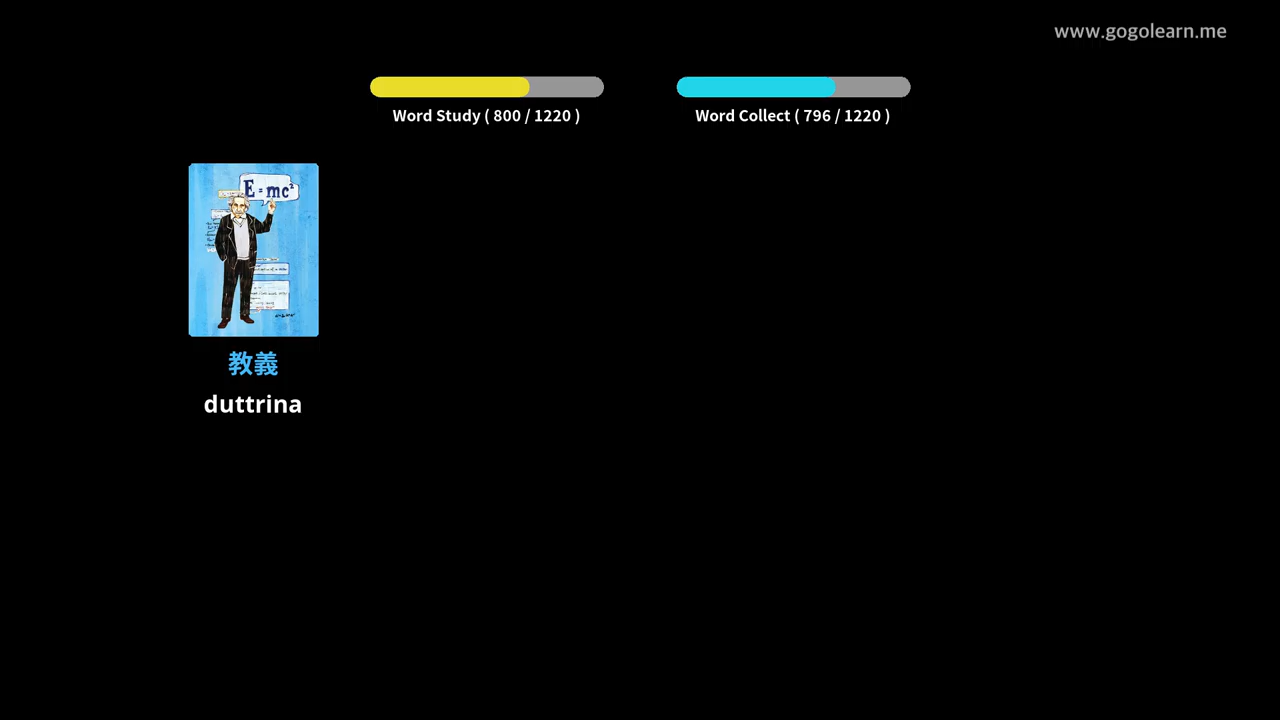 www.gogolearn.me
Word Study ( 800 / 1220 )
Word Collect ( 796 / 1220 )
E = mc²
教義
duttrina